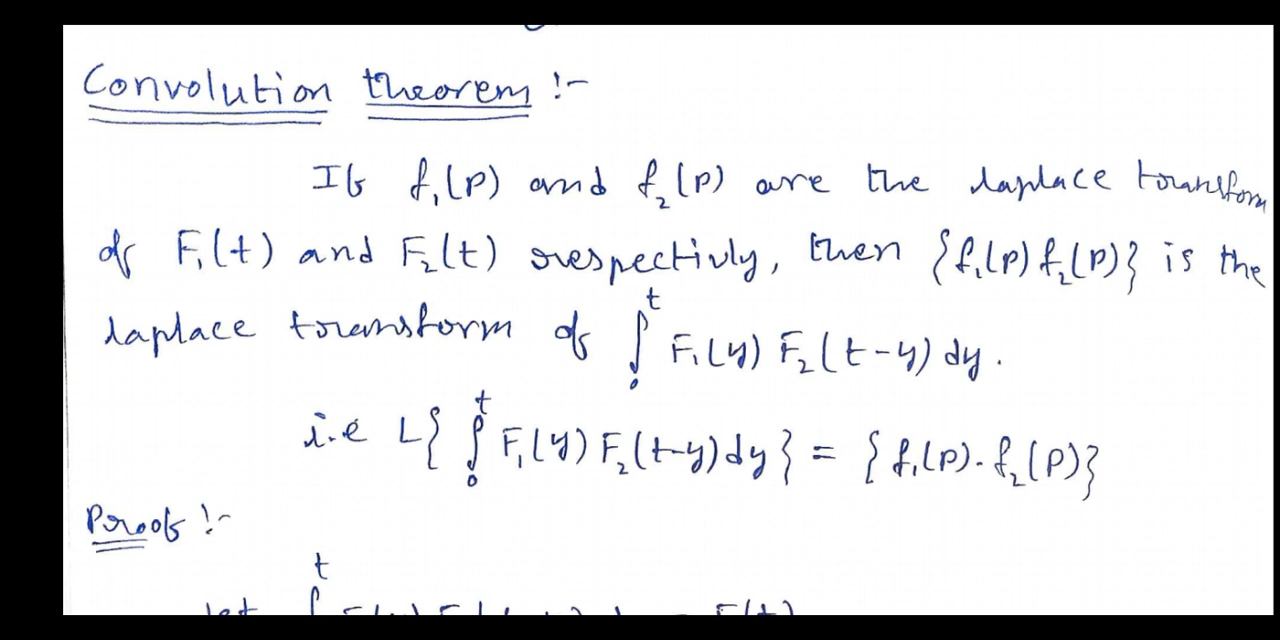 Convolution theorem :-
If f₁(p) and f₂(p) are the laplace transform
of F₁(t) and F₂(t) respectivly, then {f₁(p) f₂(p)} is the
laplace transform of ∫₀ᵗ F₁(y) F₂(t-y) dy.
i.e L{ ∫₀ᵗ F₁(y) F₂(t-y) dy } = {f₁(p). f₂(p)}
Proof :-